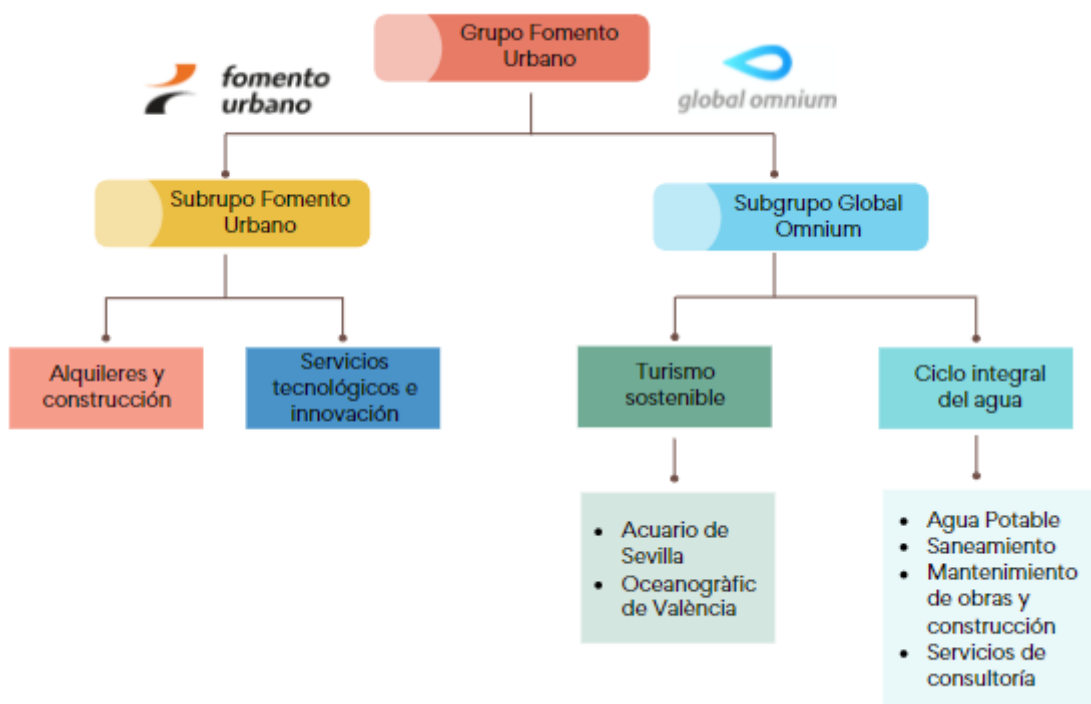 Grupo Fomento
Urbano
fomento
urbano
global omnium
Subrupo Fomento
Urbano
Subgrupo Global
Omnium
Alquileres y
construcción
Servicios
tecnológicos e
innovación
Turismo
sostenible
Ciclo integral
del agua
• Acuario de
Sevilla
• Oceanogràfic
de València
• Agua Potable
• Saneamiento
• Mantenimiento
de obras y
construcción
• Servicios de
consultoría